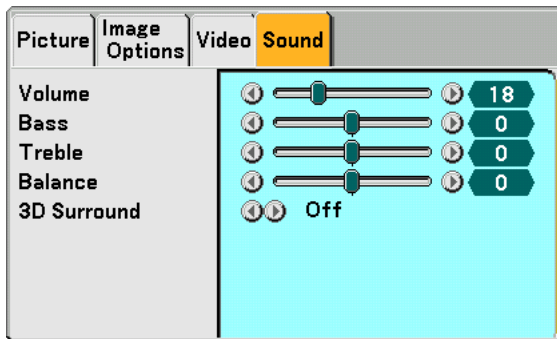 Picture
Image Options
Video
Sound
Volume 18
Bass 0
Treble 0
Balance 0
3D Surround Off